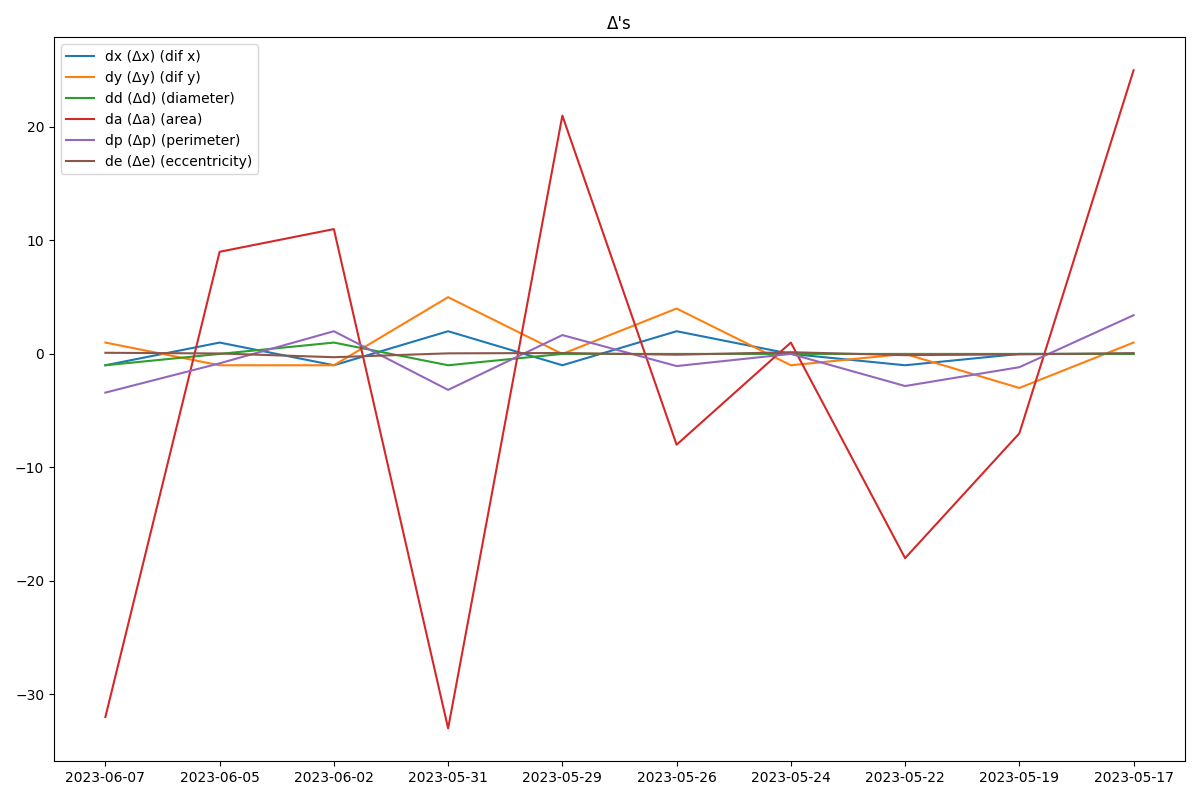 Δ's
dx (Δx) (dif x)
dy (Δy) (dif y)
dd (Δd) (diameter)
da (Δa) (area)
dp (Δp) (perimeter)
de (Δe) (eccentricity)
20
10
0
−10
−20
−30
2023-06-07 2023-06-05 2023-06-02 2023-05-31 2023-05-29 2023-05-26 2023-05-24 2023-05-22 2023-05-19 2023-05-17